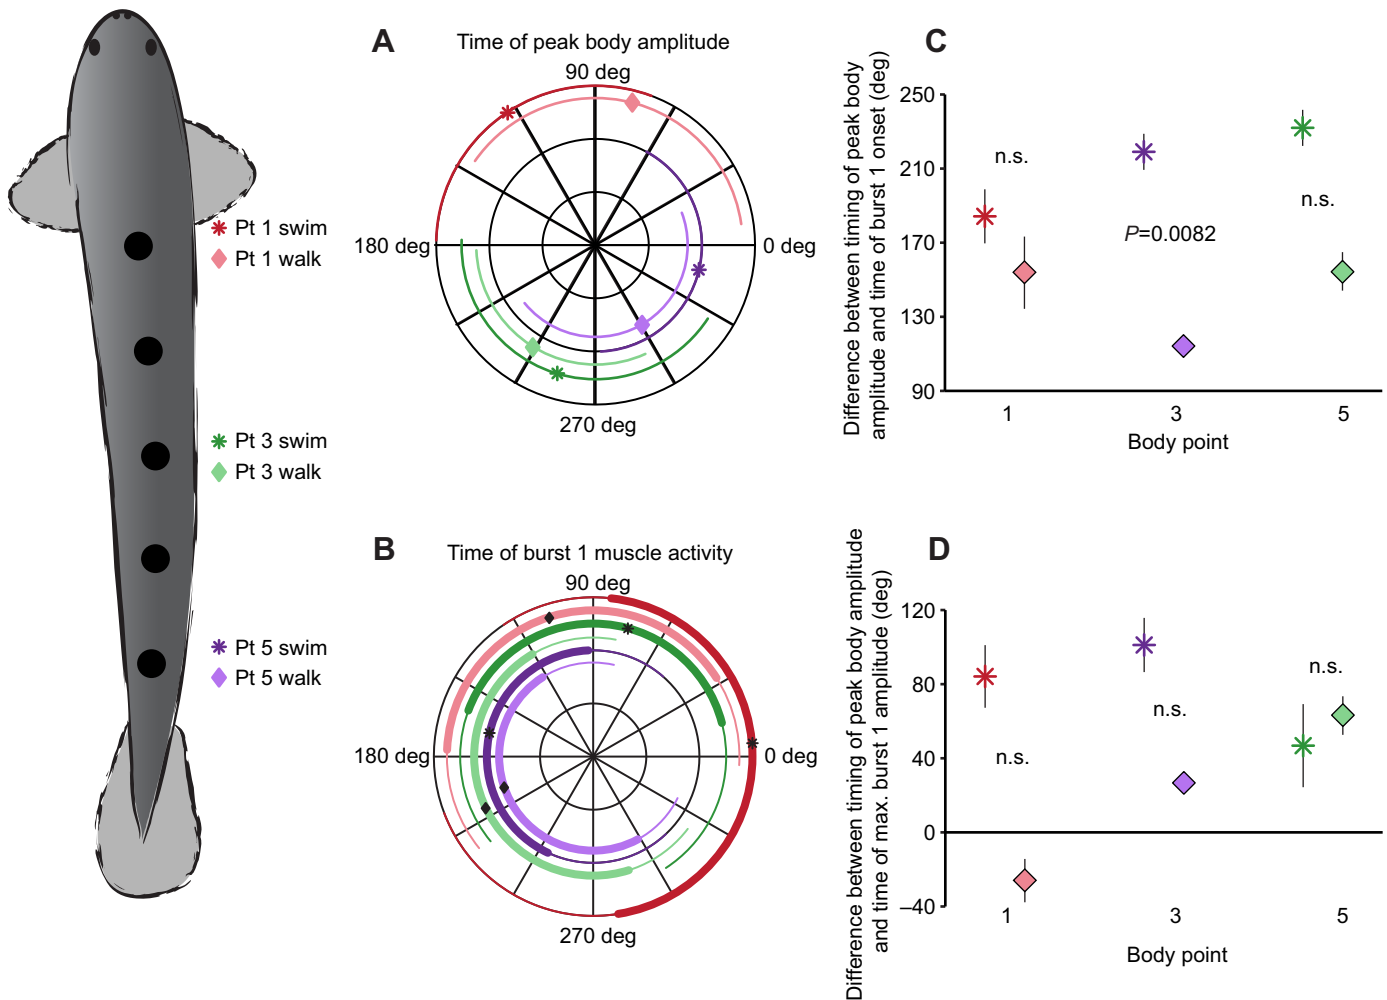 Pt 1 swim
Pt 1 walk
Pt 3 swim
Pt 3 walk
Pt 5 swim
Pt 5 walk
A
Time of peak body amplitude
90 deg
180 deg
0 deg
270 deg
B
Time of burst 1 muscle activity
90 deg
180 deg
0 deg
270 deg
C
Difference between timing of peak body
amplitude and time of burst 1 onset (deg)
250
210
170
130
90
n.s.
P=0.0082
n.s.
1
3
5
Body point
D
Difference between timing of peak body amplitude
and time of max. burst 1 amplitude (deg)
120
80
40
0
–40
n.s.
n.s.
n.s.
1
3
5
Body point